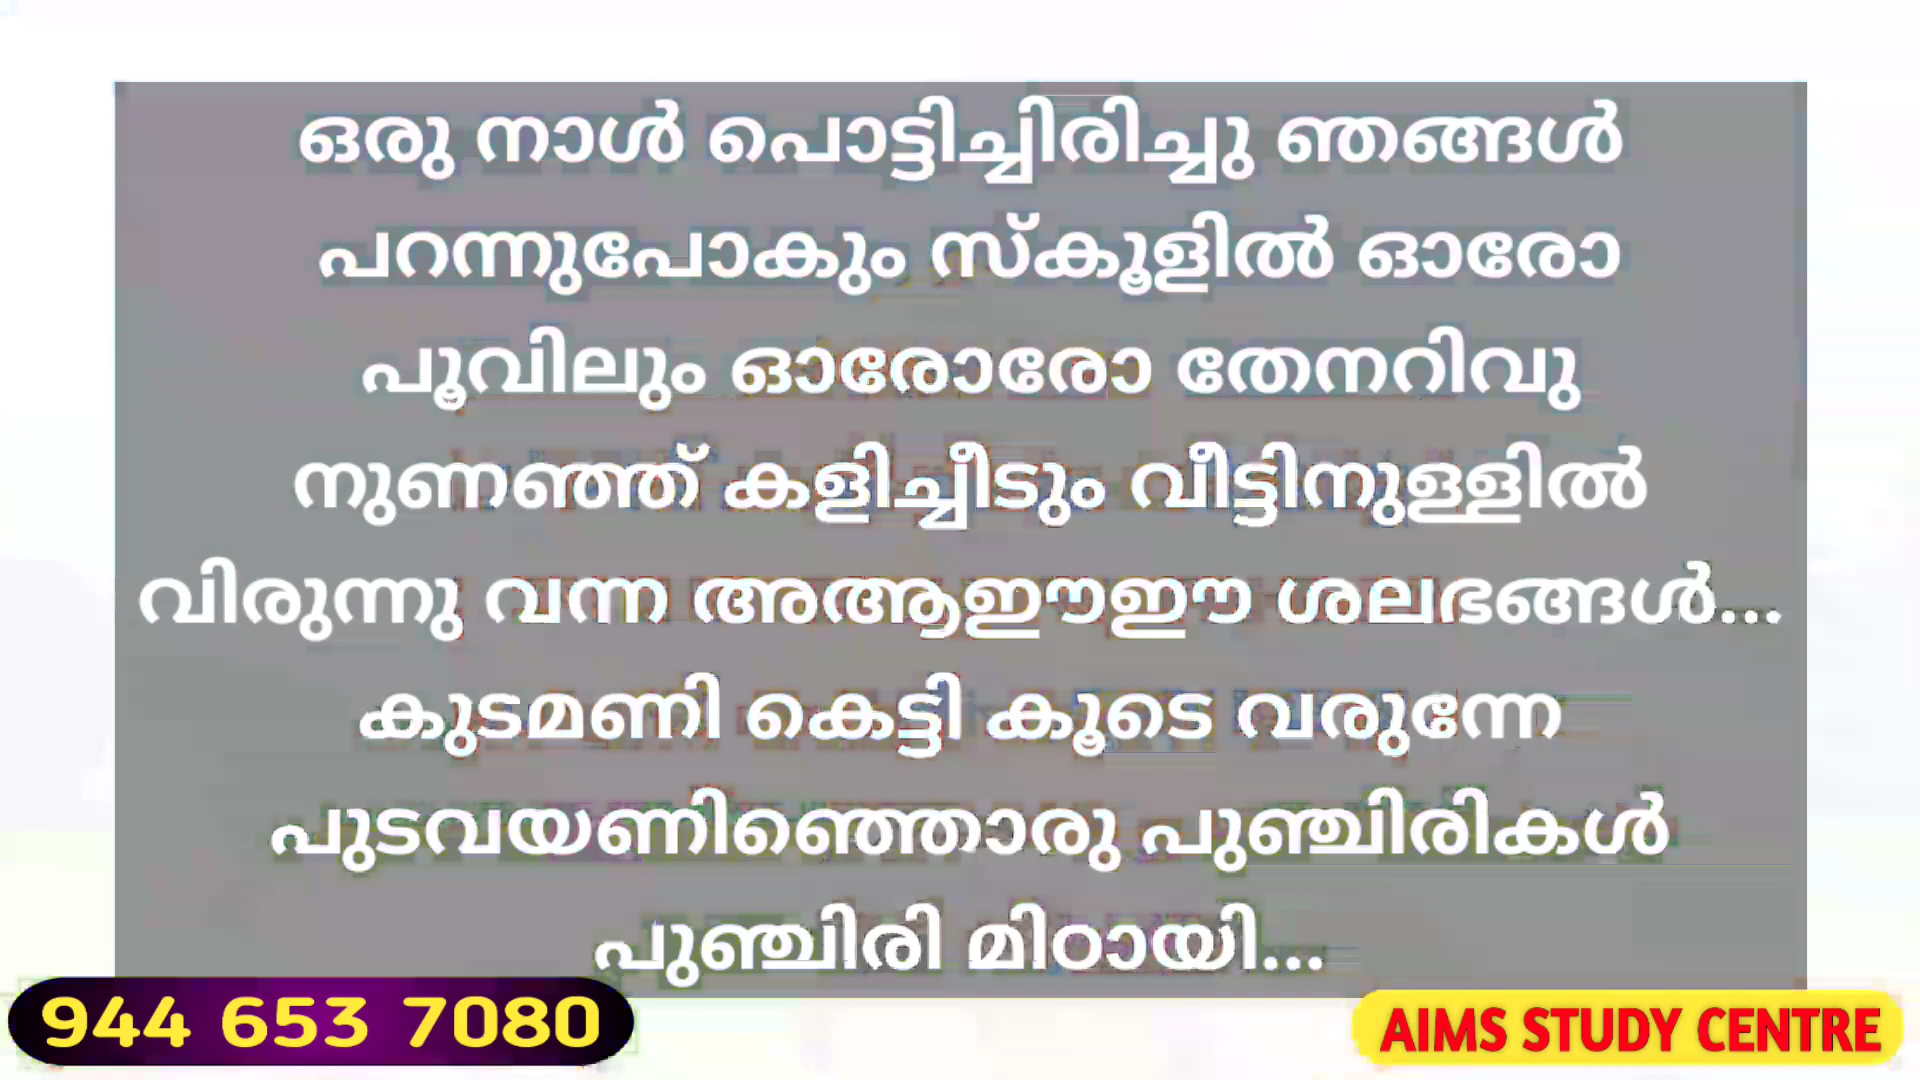 ഒരു നാൾ പൊട്ടിച്ചിരിച്ചു ഞങ്ങൾ
പറന്നുപോകും സ്കൂളിൽ ഓരോ
പൂവിലും ഓരോരോ തേനറിവു
നുണഞ്ഞ് കളിച്ചീടും വീട്ടിനുള്ളിൽ
വിരുന്നു വന്ന അആഈഈ ശലഭങ്ങൾ...
കുടമണി കെട്ടി കൂടെ വരുന്നേ
പുടവയണിഞ്ഞൊരു പുഞ്ചിരികൾ
പുഞ്ചിരി മിഠായി...
944 653 7080
AIMS STUDY CENTRE